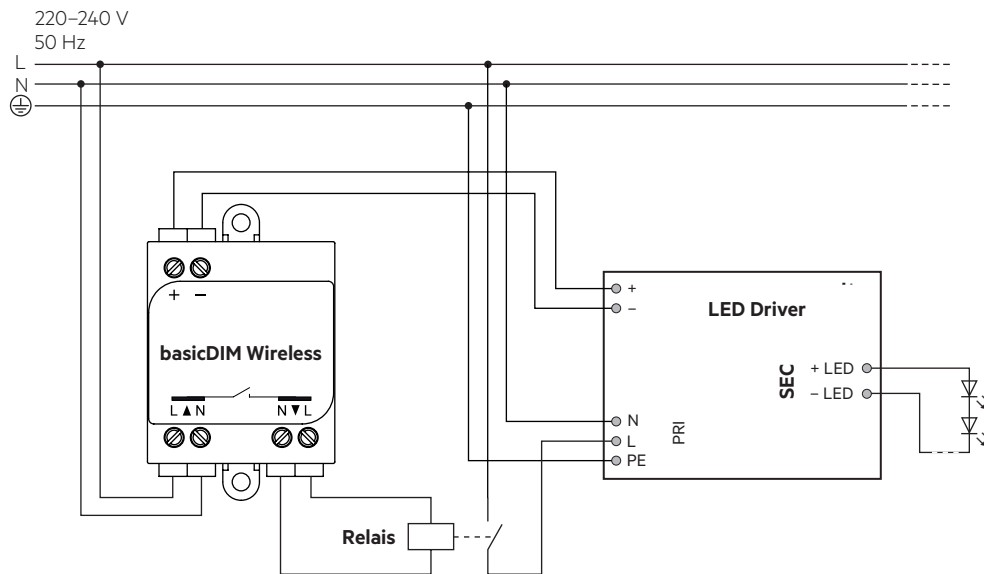 220–240 V
50 Hz
L
N
+ −
basicDIM Wireless
L ▲ N
N ▼ L
Relais
+
−
LED Driver
SEC
+ LED
− LED
N
L
PE
PRI